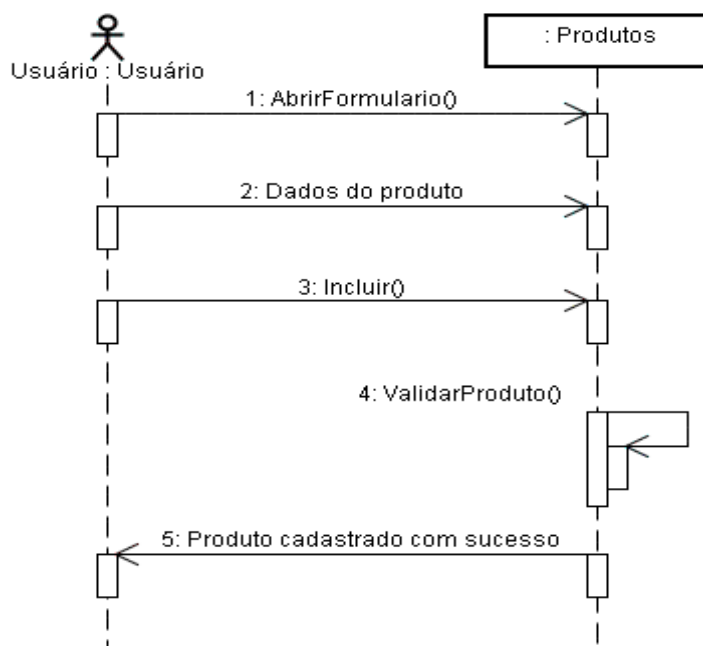 : Produtos
Usuário : Usuário
1: AbrirFormulario()
2: Dados do produto
3: Incluir()
4: ValidarProduto()
5: Produto cadastrado com sucesso